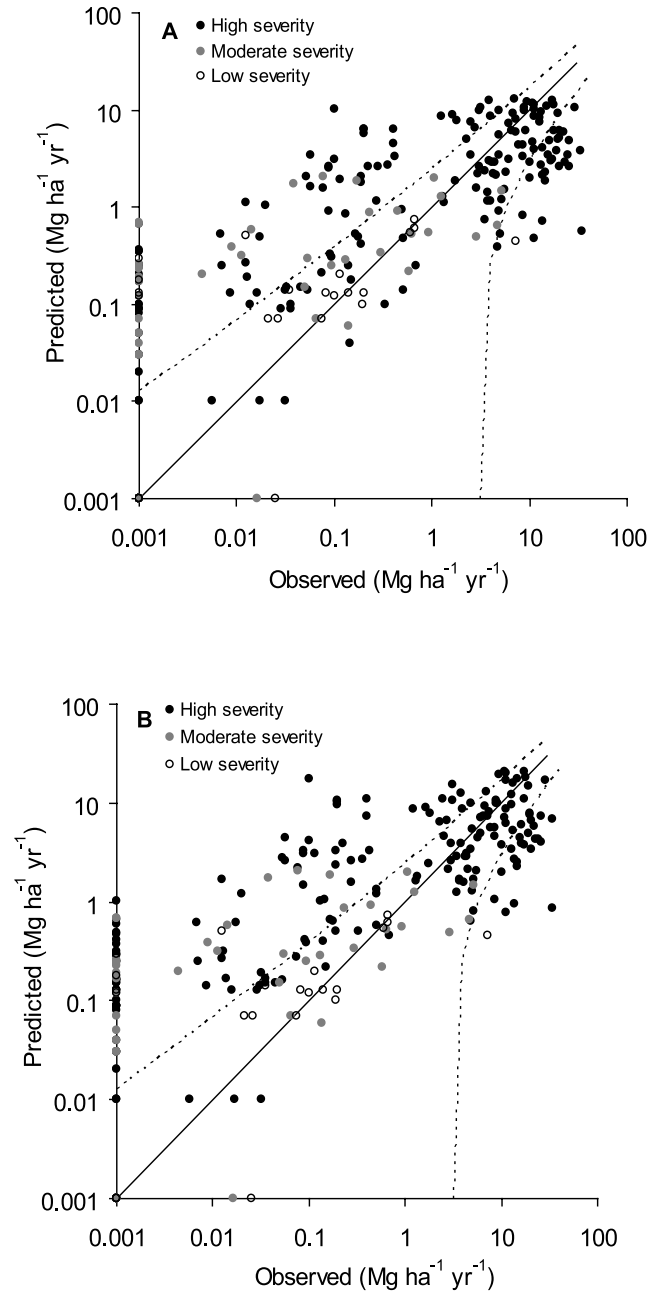 100
A
High severity
Moderate severity
Low severity
10
1
0.1
0.01
0.001
Predicted (Mg ha⁻¹ yr⁻¹)
0.001 0.01 0.1 1 10 100
Observed (Mg ha⁻¹ yr⁻¹)
100
B
High severity
Moderate severity
Low severity
10
1
0.1
0.01
0.001
Predicted (Mg ha⁻¹ yr⁻¹)
0.001 0.01 0.1 1 10 100
Observed (Mg ha⁻¹ yr⁻¹)